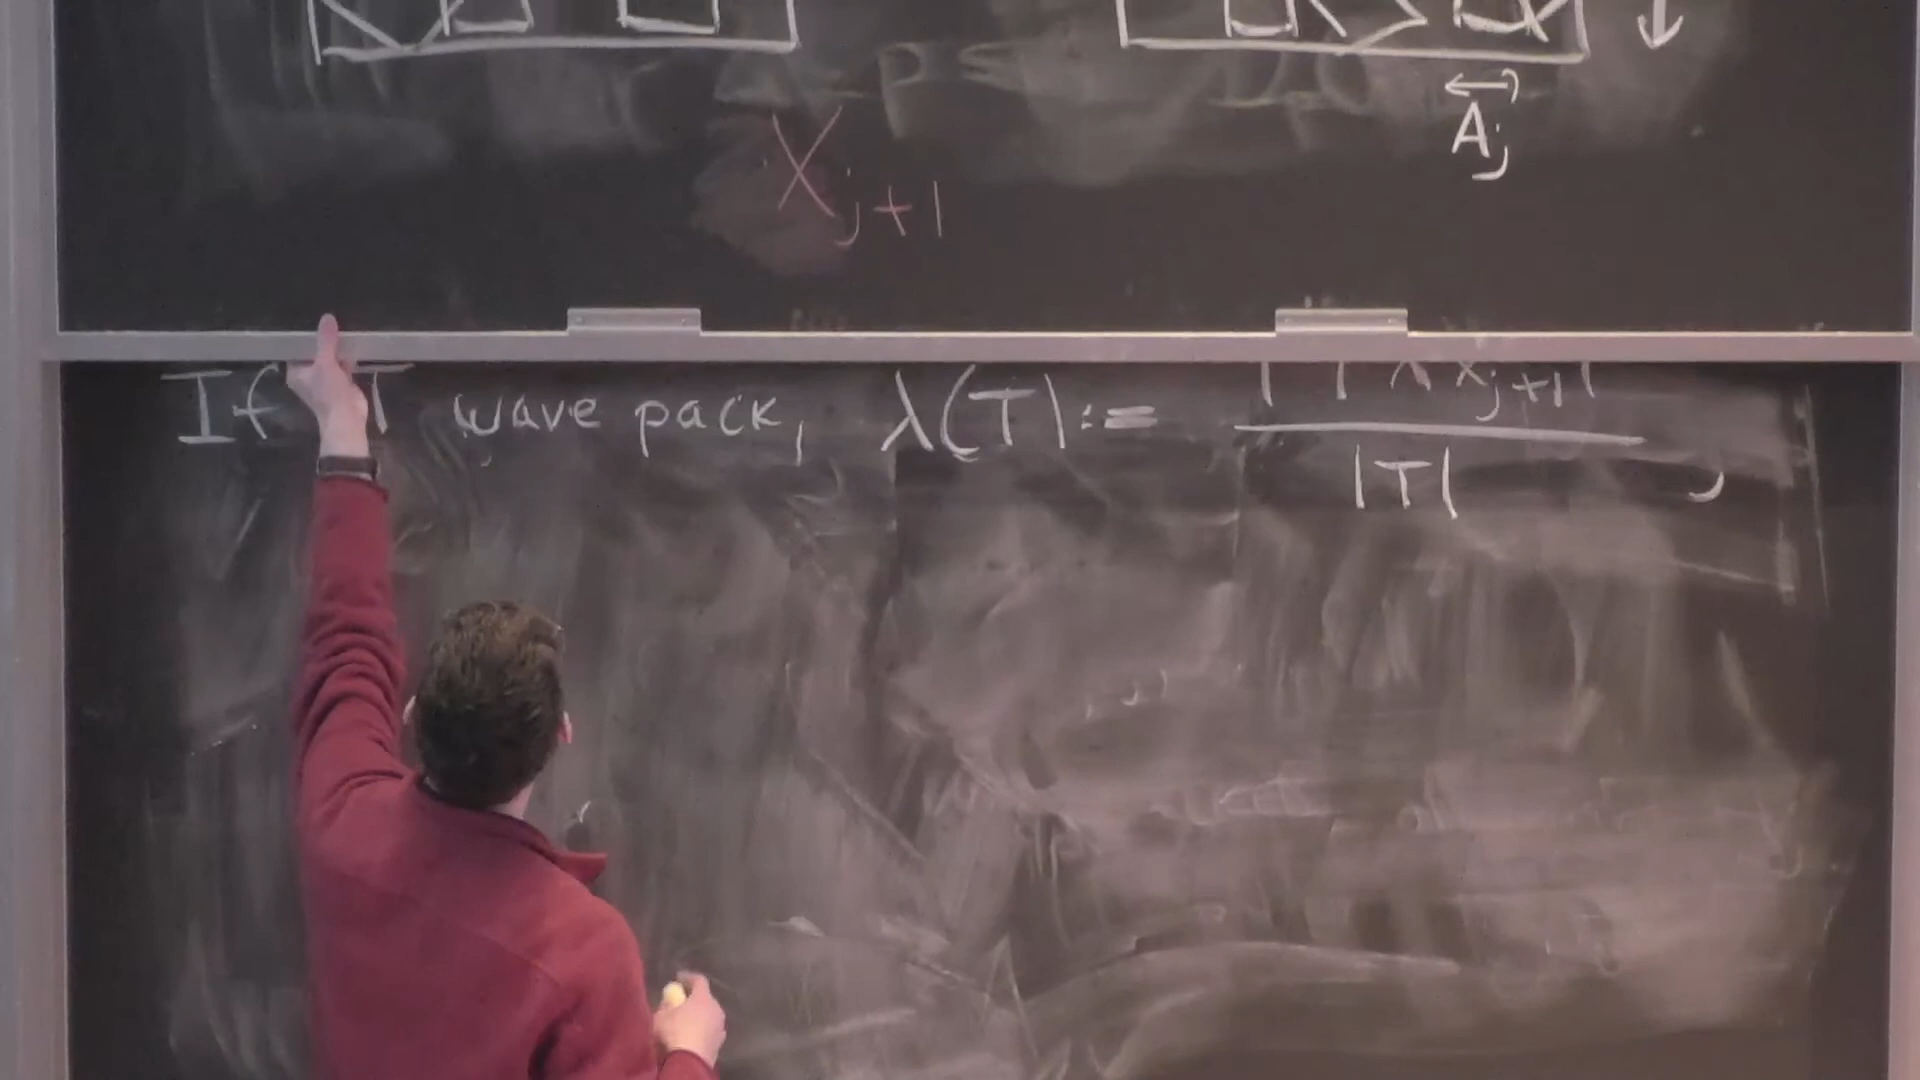 A_j
X_{j+1}
If T wave pack, λ(T) := |T ∩ X_{j+1}| / |T| ,